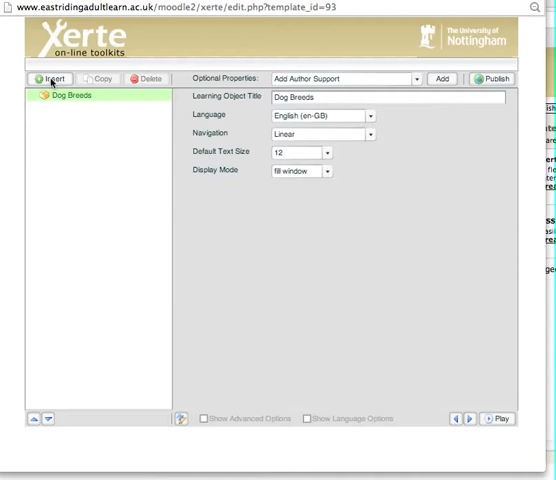 www.eastridingadultlearn.ac.uk/moodle2/xerte/edit.php?template_id=93
Xerte
on-line toolkits
The University of
Nottingham
Insert Copy Delete Optional Properties: Add Author Support Add Publish
Dog Breeds
Learning Object Title Dog Breeds
Language English (en-GB)
Navigation Linear
Default Text Size 12
Display Mode fill window
Show Advanced Options Show Language Options Play